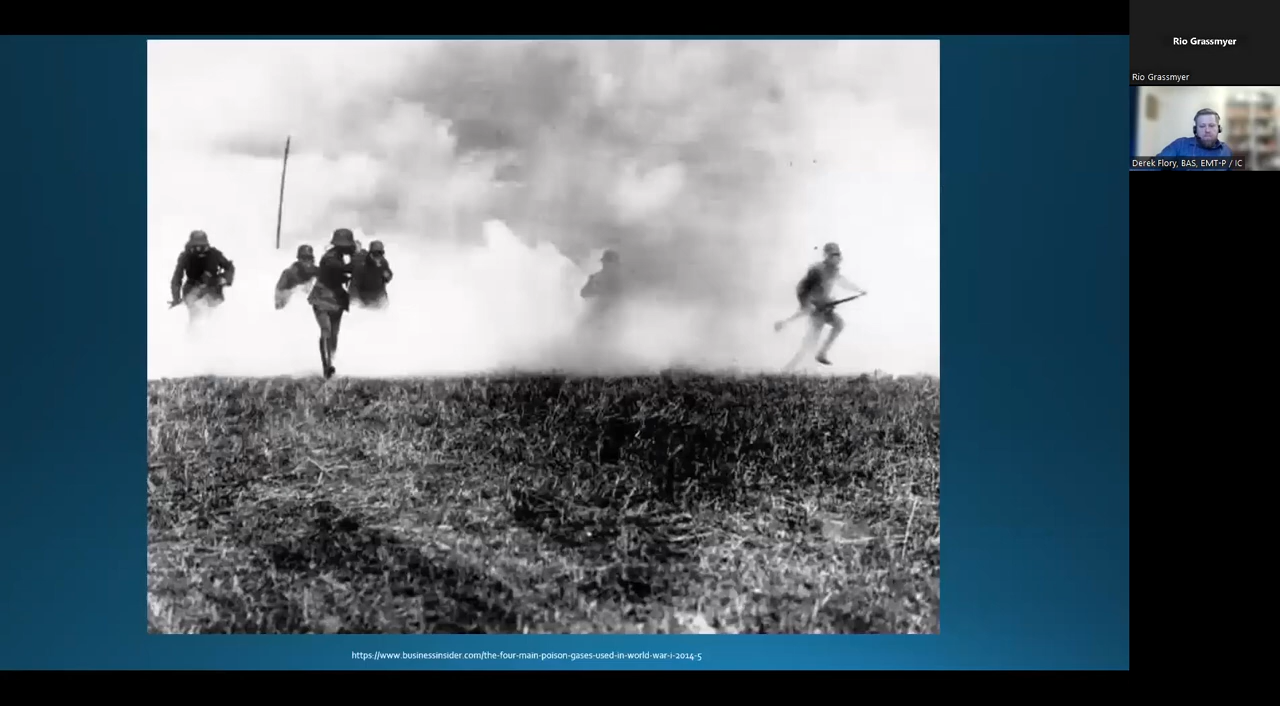 Rio Grassmyer
Rio Grassmyer
Derek Flory, BAS, EMT-P / IC
https://www.businessinsider.com/the-four-main-poison-gases-used-in-world-war-i-2014-5